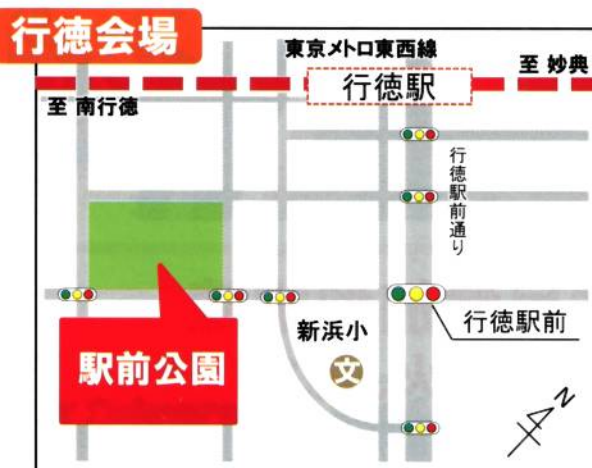 行徳会場
東京メトロ東西線
至 妙典
行徳駅
至 南行徳
行徳駅前通り
駅前公園
新浜小
文
行徳駅前
N